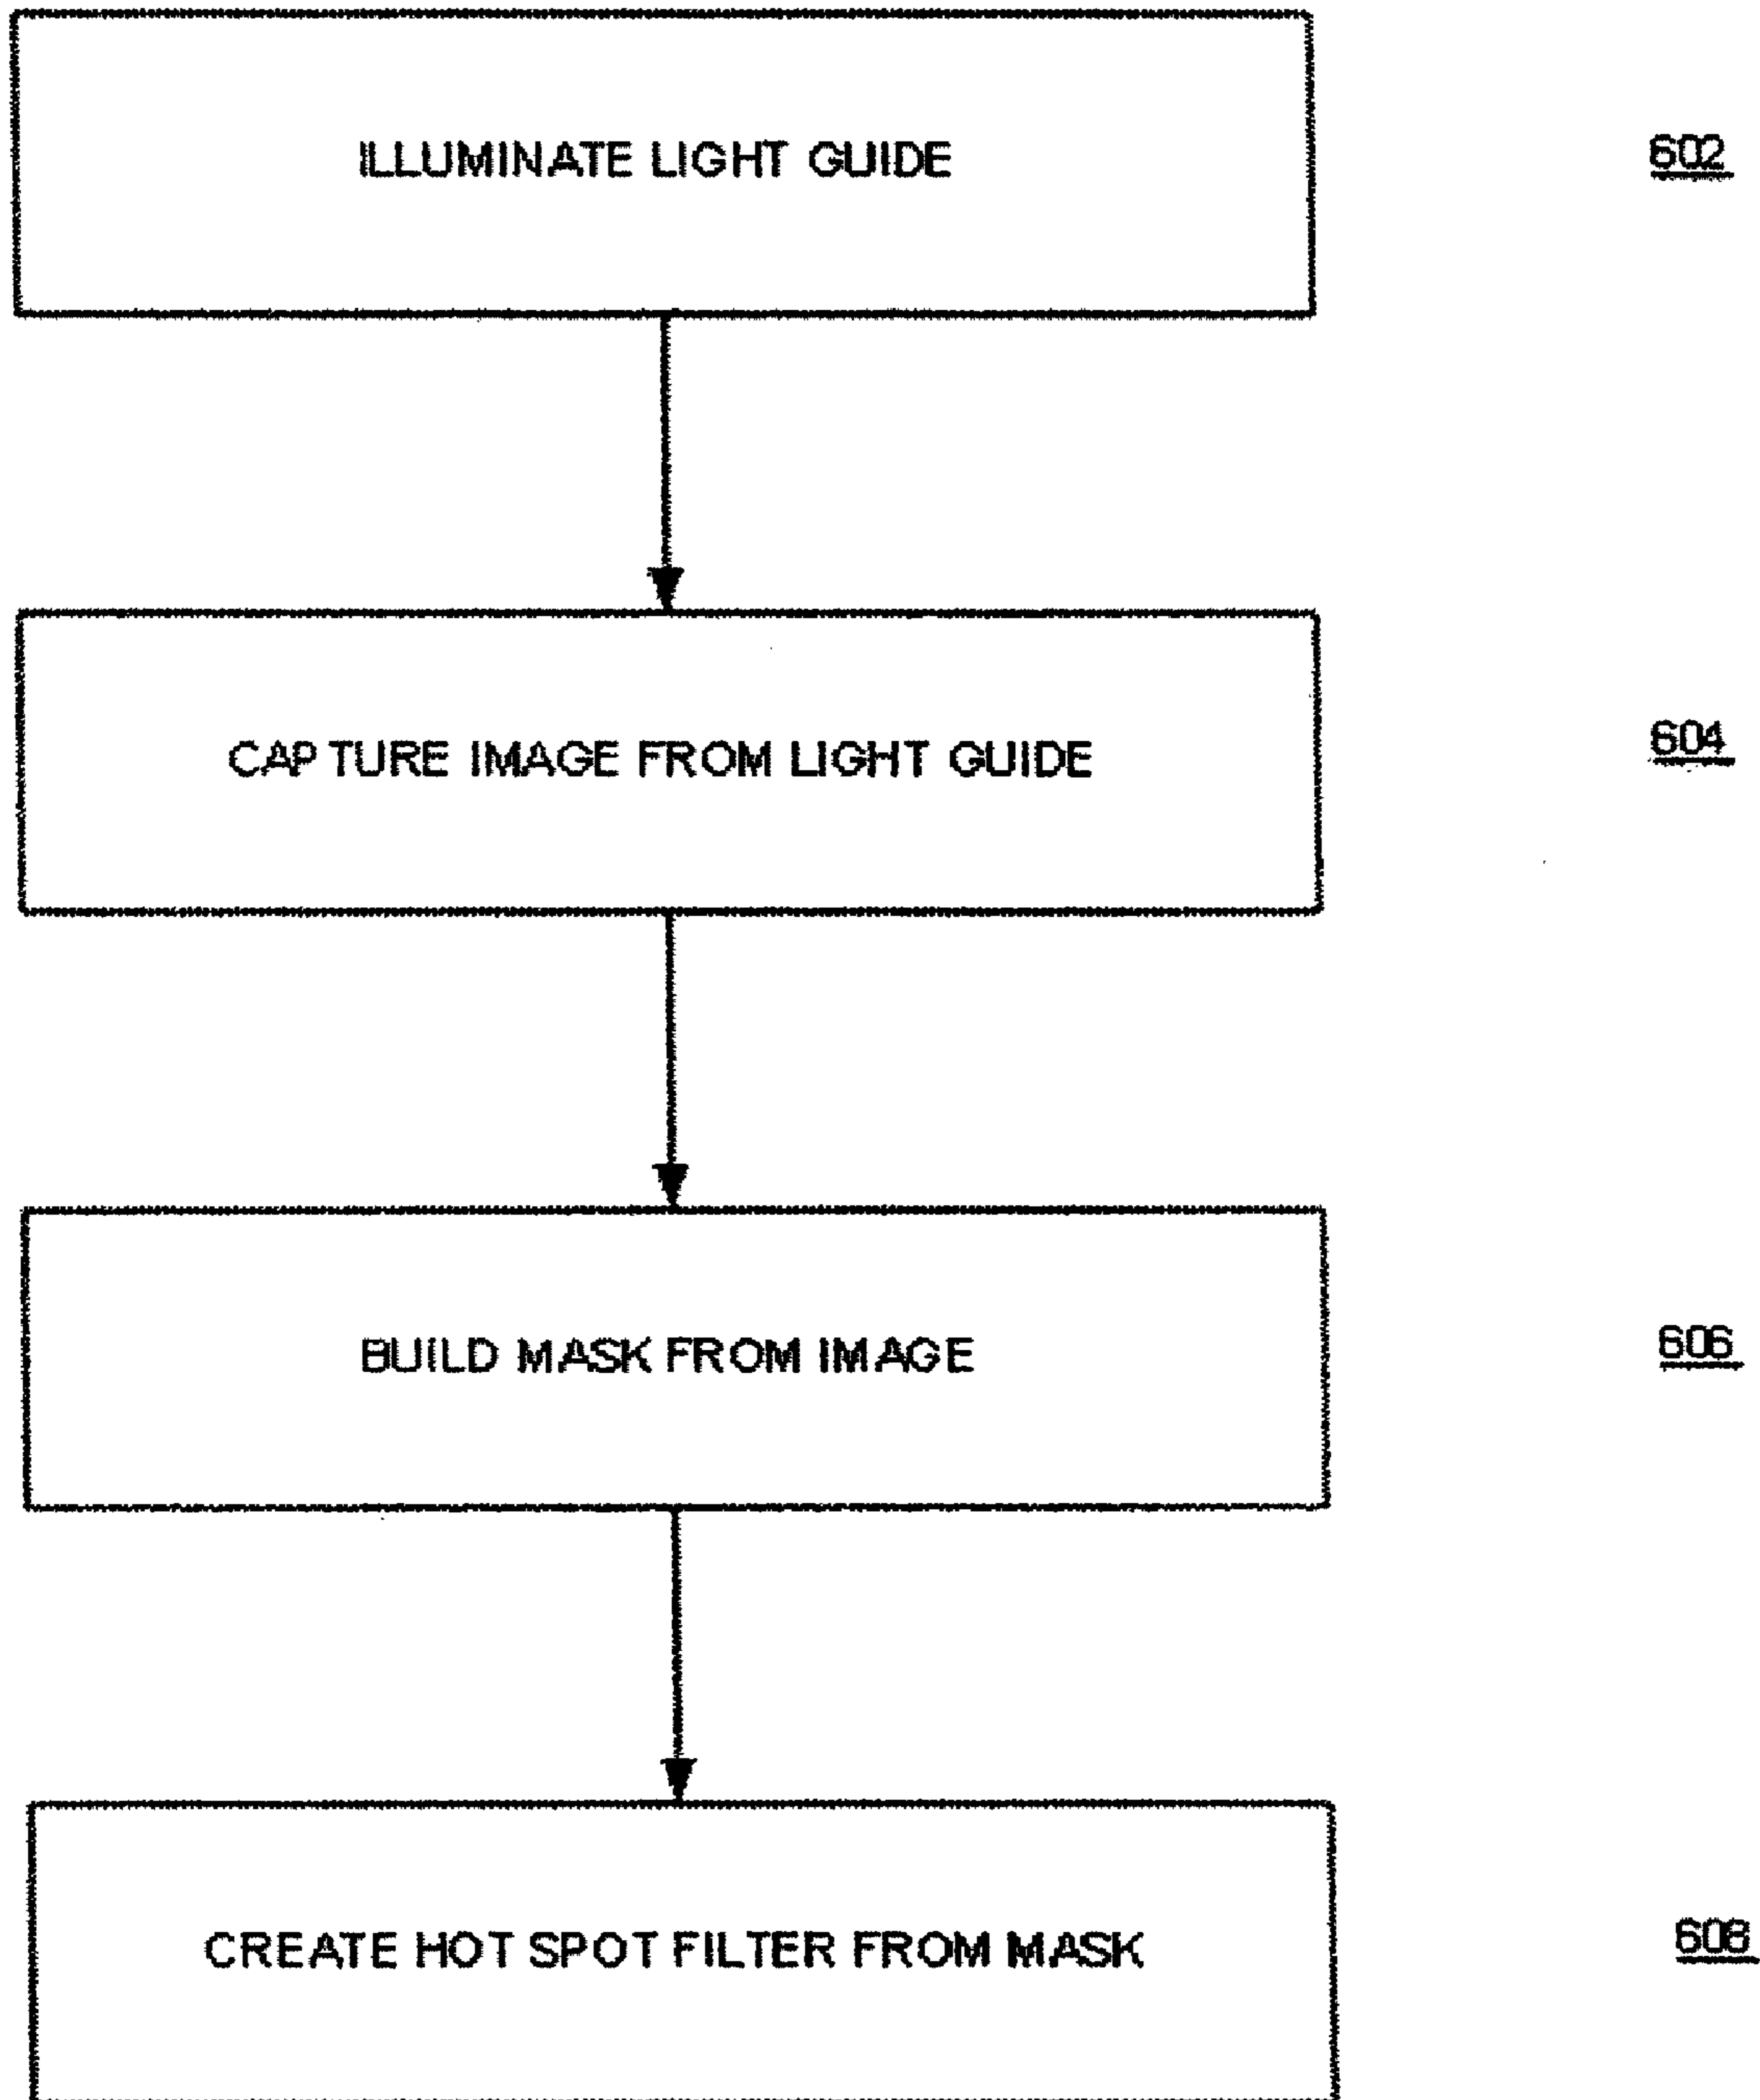 ILLUMINATE LIGHT GUIDE
602
CAPTURE IMAGE FROM LIGHT GUIDE
604
BUILD MASK FROM IMAGE
606
CREATE HOT SPOT FILTER FROM MASK
608